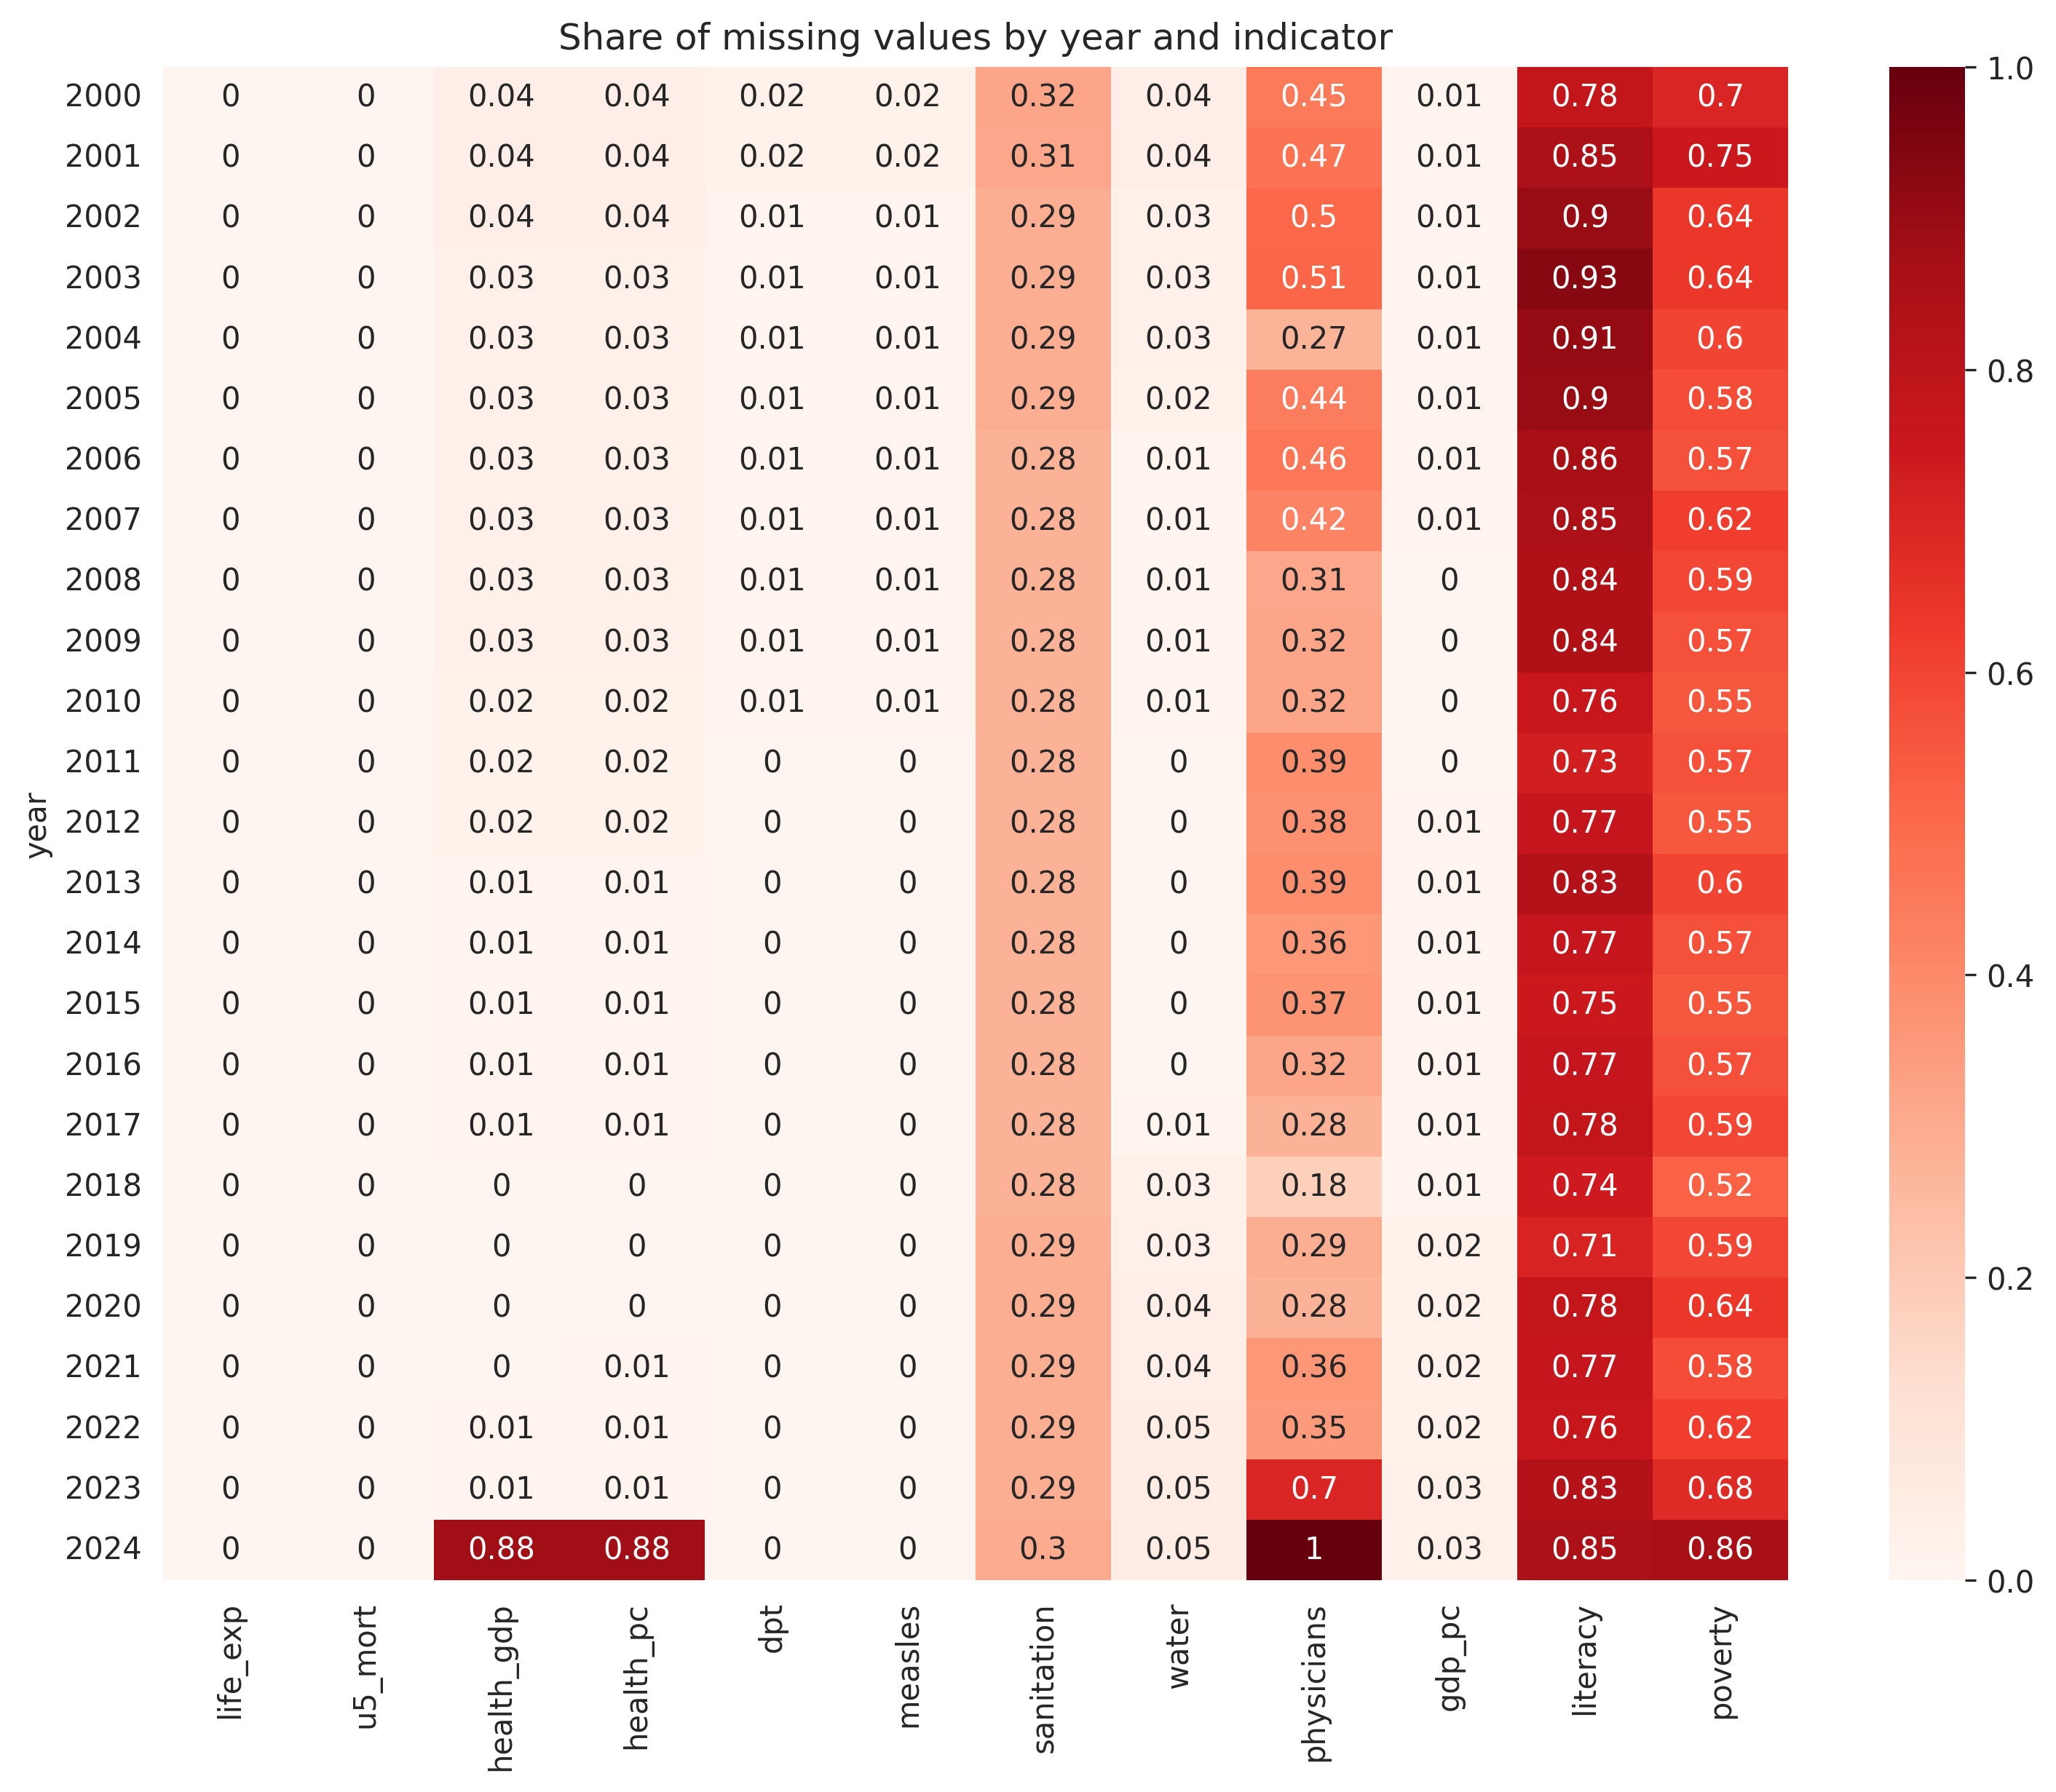 Share of missing values by year and indicator
2000 0 0 0.04 0.04 0.02 0.02 0.32 0.04 0.45 0.01 0.78 0.7
2001 0 0 0.04 0.04 0.02 0.02 0.31 0.04 0.47 0.01 0.85 0.75
2002 0 0 0.04 0.04 0.01 0.01 0.29 0.03 0.5 0.01 0.9 0.64
2003 0 0 0.03 0.03 0.01 0.01 0.29 0.03 0.51 0.01 0.93 0.64
2004 0 0 0.03 0.03 0.01 0.01 0.29 0.03 0.27 0.01 0.91 0.6
2005 0 0 0.03 0.03 0.01 0.01 0.29 0.02 0.44 0.01 0.9 0.58
2006 0 0 0.03 0.03 0.01 0.01 0.28 0.01 0.46 0.01 0.86 0.57
2007 0 0 0.03 0.03 0.01 0.01 0.28 0.01 0.42 0.01 0.85 0.62
2008 0 0 0.03 0.03 0.01 0.01 0.28 0.01 0.31 0 0.84 0.59
2009 0 0 0.03 0.03 0.01 0.01 0.28 0.01 0.32 0 0.84 0.57
2010 0 0 0.02 0.02 0.01 0.01 0.28 0.01 0.32 0 0.76 0.55
2011 0 0 0.02 0.02 0 0 0.28 0 0.39 0 0.73 0.57
2012 0 0 0.02 0.02 0 0 0.28 0 0.38 0.01 0.77 0.55
2013 0 0 0.01 0.01 0 0 0.28 0 0.39 0.01 0.83 0.6
2014 0 0 0.01 0.01 0 0 0.28 0 0.36 0.01 0.77 0.57
2015 0 0 0.01 0.01 0 0 0.28 0 0.37 0.01 0.75 0.55
2016 0 0 0.01 0.01 0 0 0.28 0 0.32 0.01 0.77 0.57
2017 0 0 0.01 0.01 0 0 0.28 0.01 0.28 0.01 0.78 0.59
2018 0 0 0 0 0 0 0.28 0.03 0.18 0.01 0.74 0.52
2019 0 0 0 0 0 0 0.29 0.03 0.29 0.02 0.71 0.59
2020 0 0 0 0 0 0 0.29 0.04 0.28 0.02 0.78 0.64
2021 0 0 0 0.01 0 0 0.29 0.04 0.36 0.02 0.77 0.58
2022 0 0 0.01 0.01 0 0 0.29 0.05 0.35 0.02 0.76 0.62
2023 0 0 0.01 0.01 0 0 0.29 0.05 0.7 0.03 0.83 0.68
2024 0 0 0.88 0.88 0 0 0.3 0.05 1 0.03 0.85 0.86
year
life_exp
u5_mort
health_gdp
health_pc
dpt
measles
sanitation
water
physicians
gdp_pc
literacy
poverty
1.0
0.8
0.6
0.4
0.2
0.0